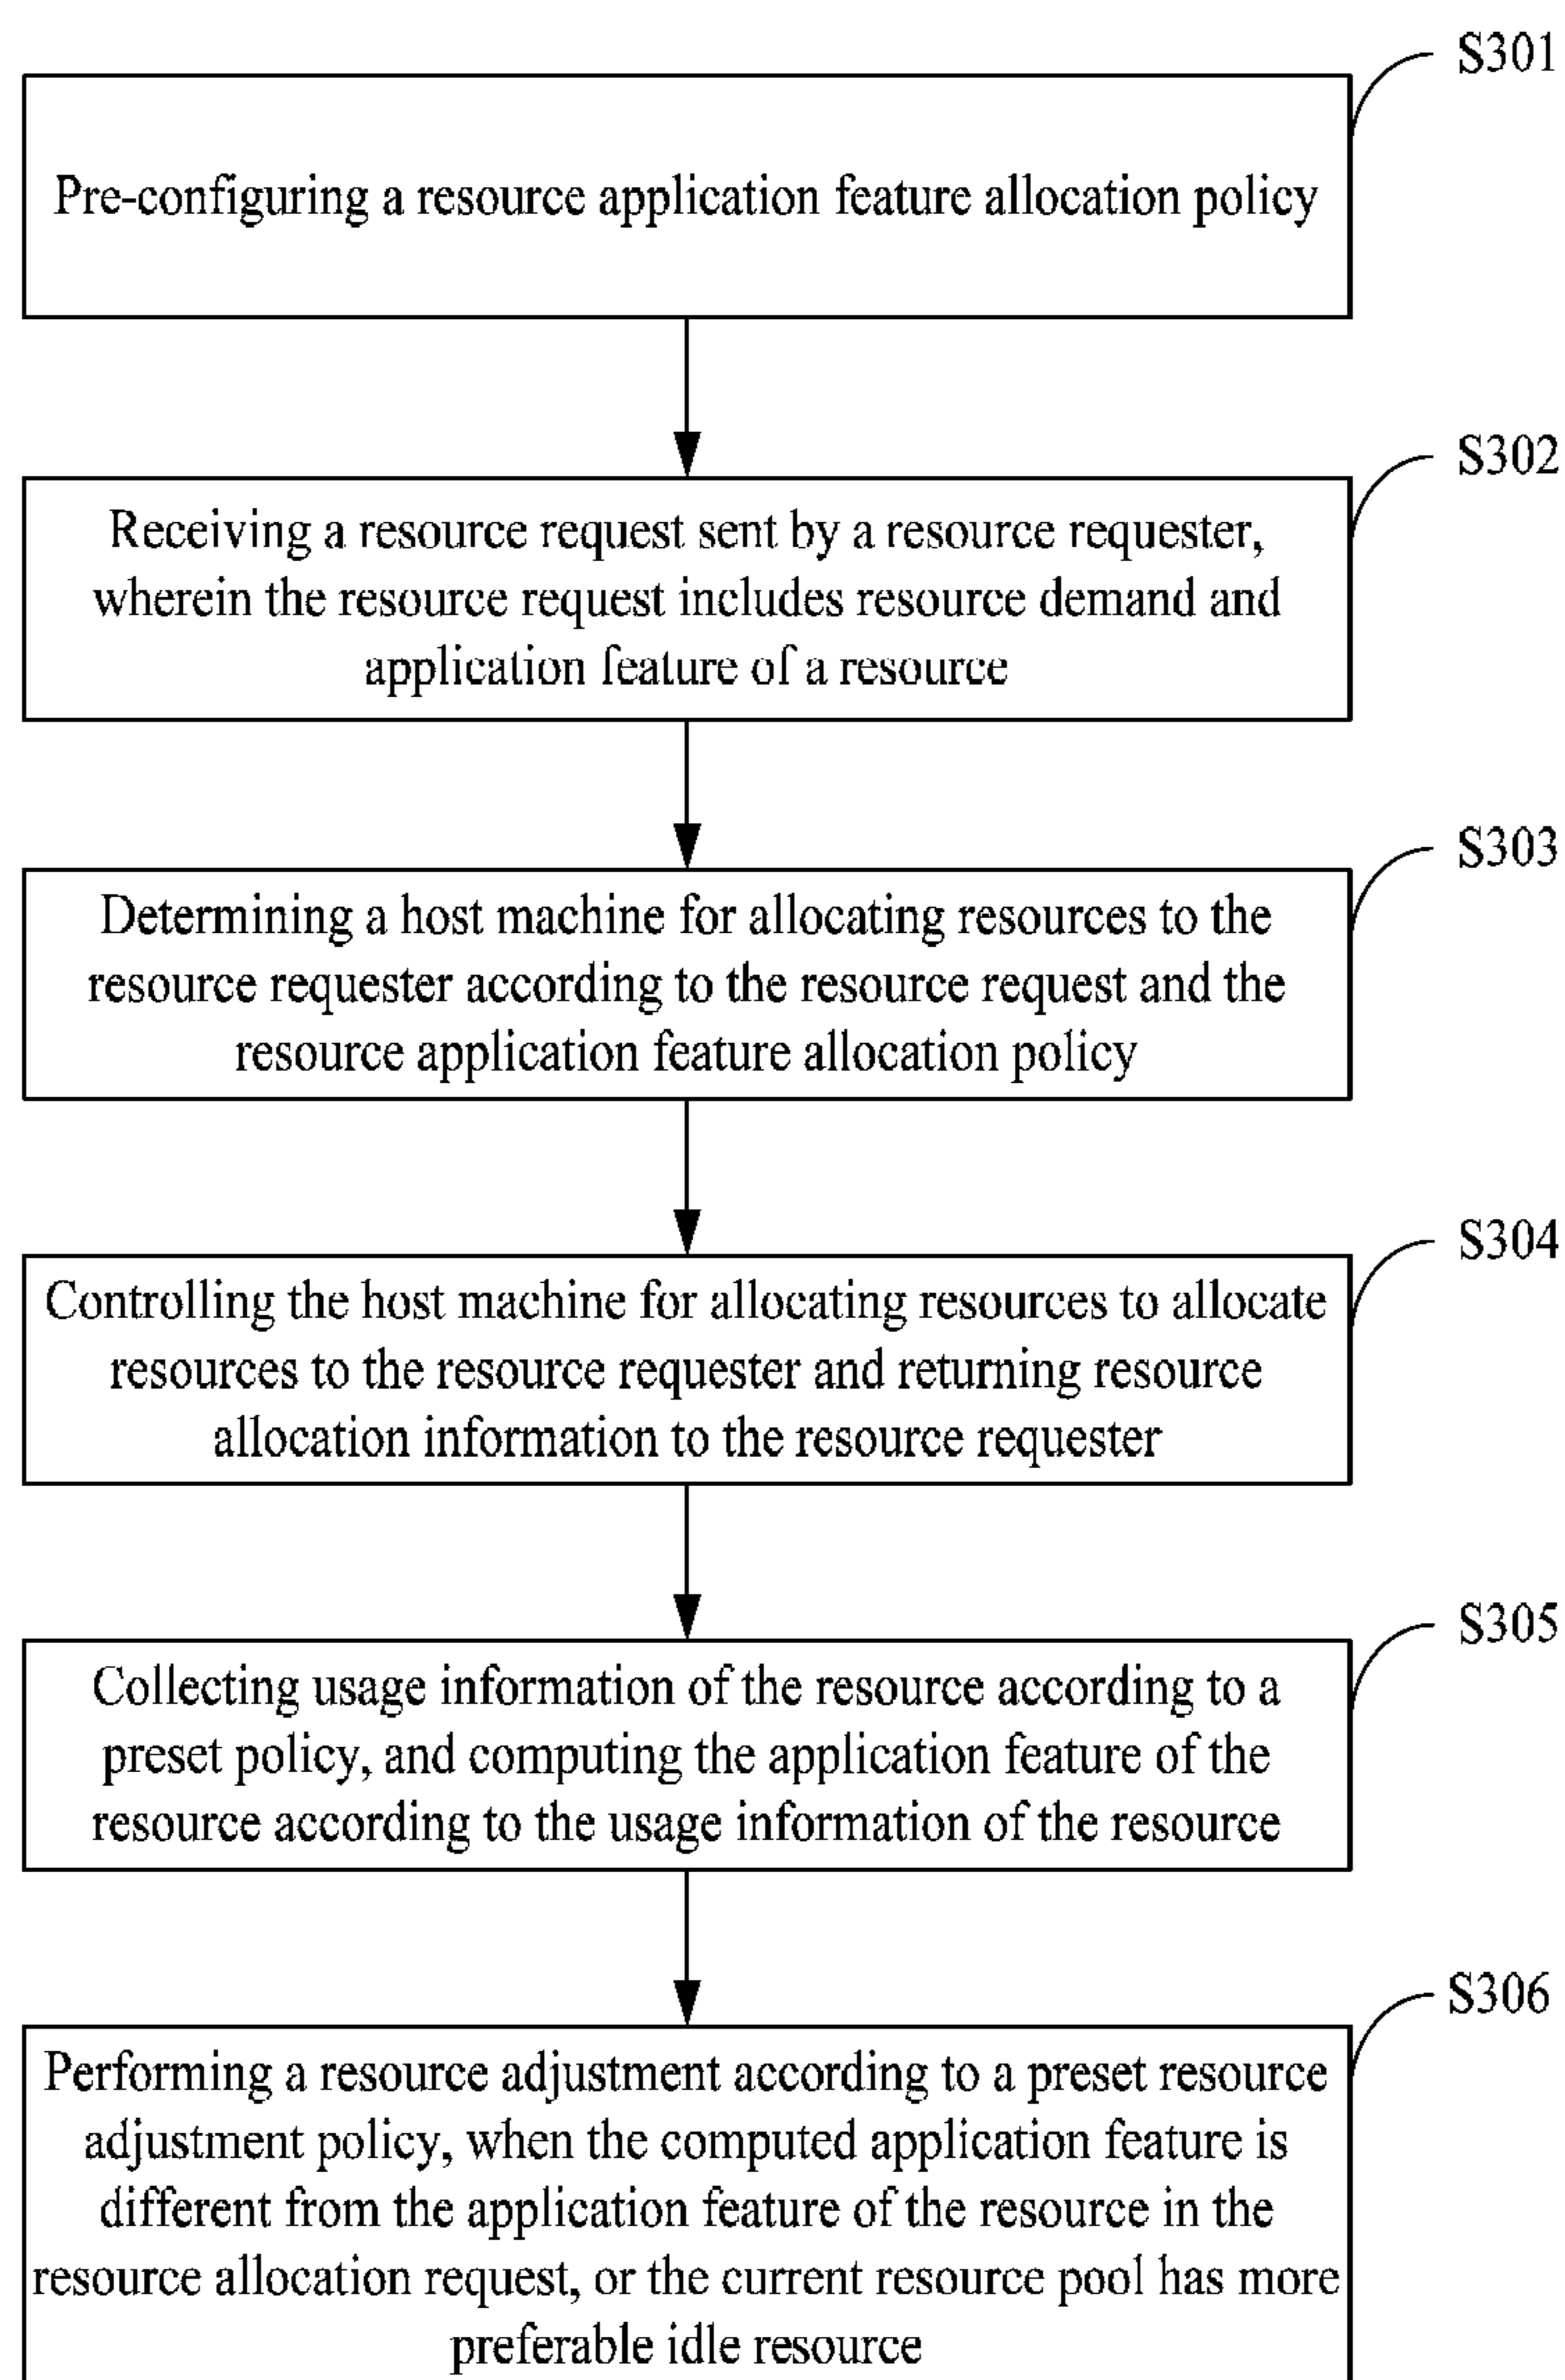 S301
Pre-configuring a resource application feature allocation policy
S302
Receiving a resource request sent by a resource requester,
wherein the resource request includes resource demand and
application feature of a resource
S303
Determining a host machine for allocating resources to the
resource requester according to the resource request and the
resource application feature allocation policy
S304
Controlling the host machine for allocating resources to allocate
resources to the resource requester and returning resource
allocation information to the resource requester
S305
Collecting usage information of the resource according to a
preset policy, and computing the application feature of the
resource according to the usage information of the resource
S306
Performing a resource adjustment according to a preset resource
adjustment policy, when the computed application feature is
different from the application feature of the resource in the
resource allocation request, or the current resource pool has more
preferable idle resource